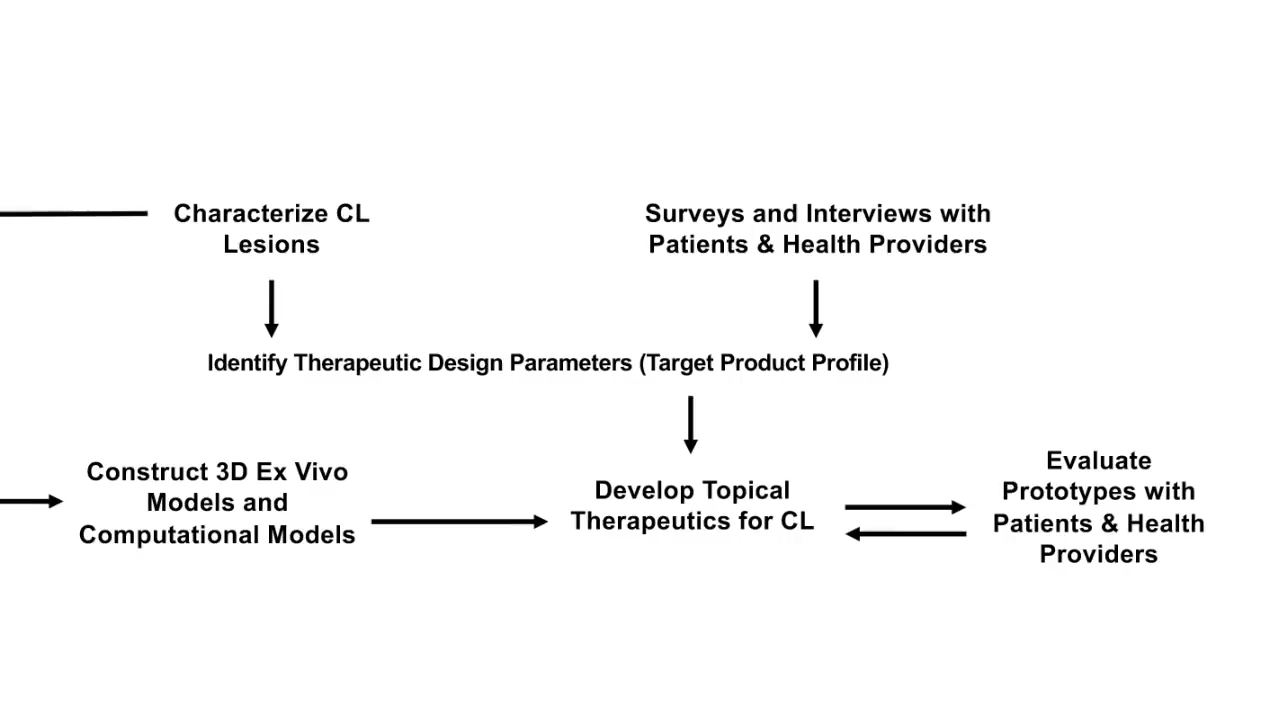 Characterize CL
Lesions
Surveys and Interviews with
Patients & Health Providers
Identify Therapeutic Design Parameters (Target Product Profile)
Construct 3D Ex Vivo
Models and
Computational Models
Develop Topical
Therapeutics for CL
Evaluate
Prototypes with
Patients & Health
Providers